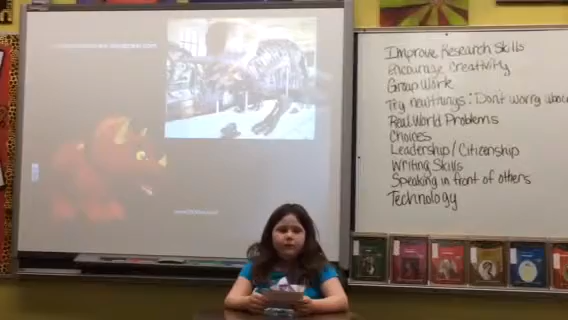 Improve Research Skills
Encourage Creativity
Group Work
Try new things: Don't worry about
Real World Problems
Choices
Leadership/Citizenship
Writing Skills
Speaking in front of others
Technology